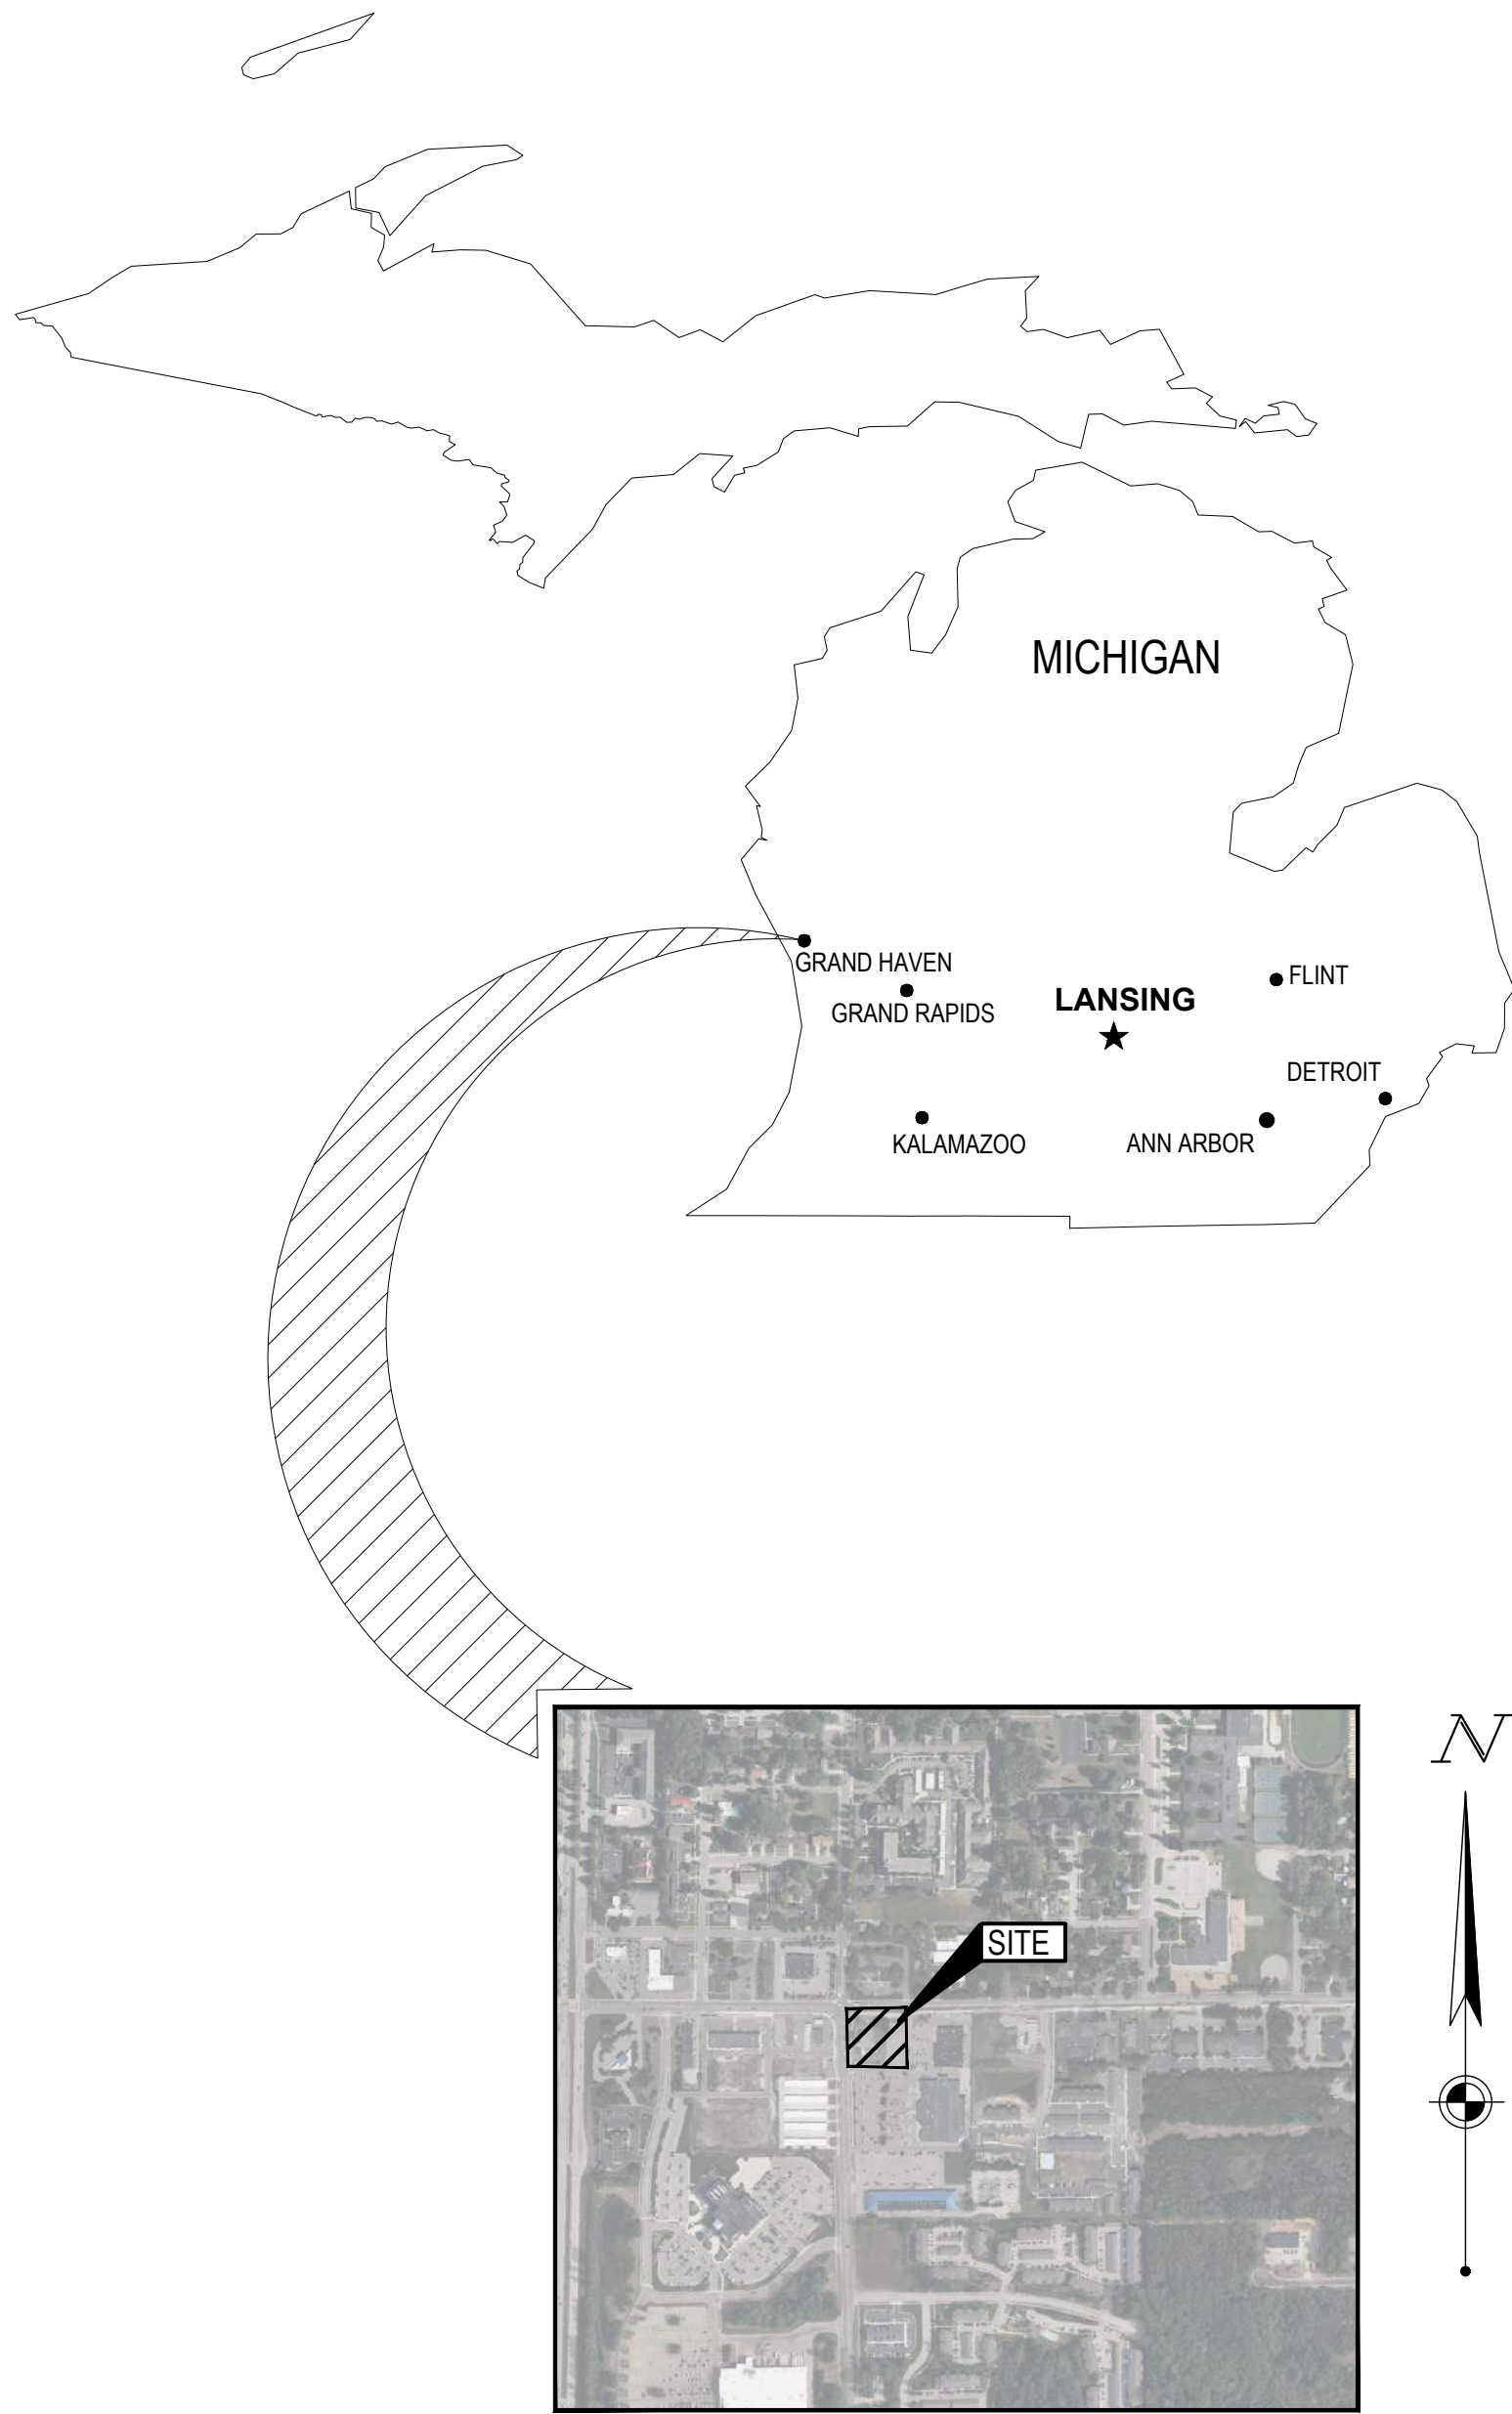 MICHIGAN
GRAND HAVEN
FLINT
LANSING
GRAND RAPIDS
DETROIT
KALAMAZOO
ANN ARBOR
N
SITE